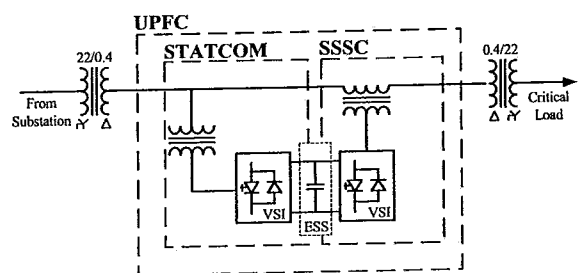 UPFC
STATCOM
SSSC
22/0.4
0.4/22
From
Substation
Δ
Critical
Load
Δ
VSI
ESS
VSI